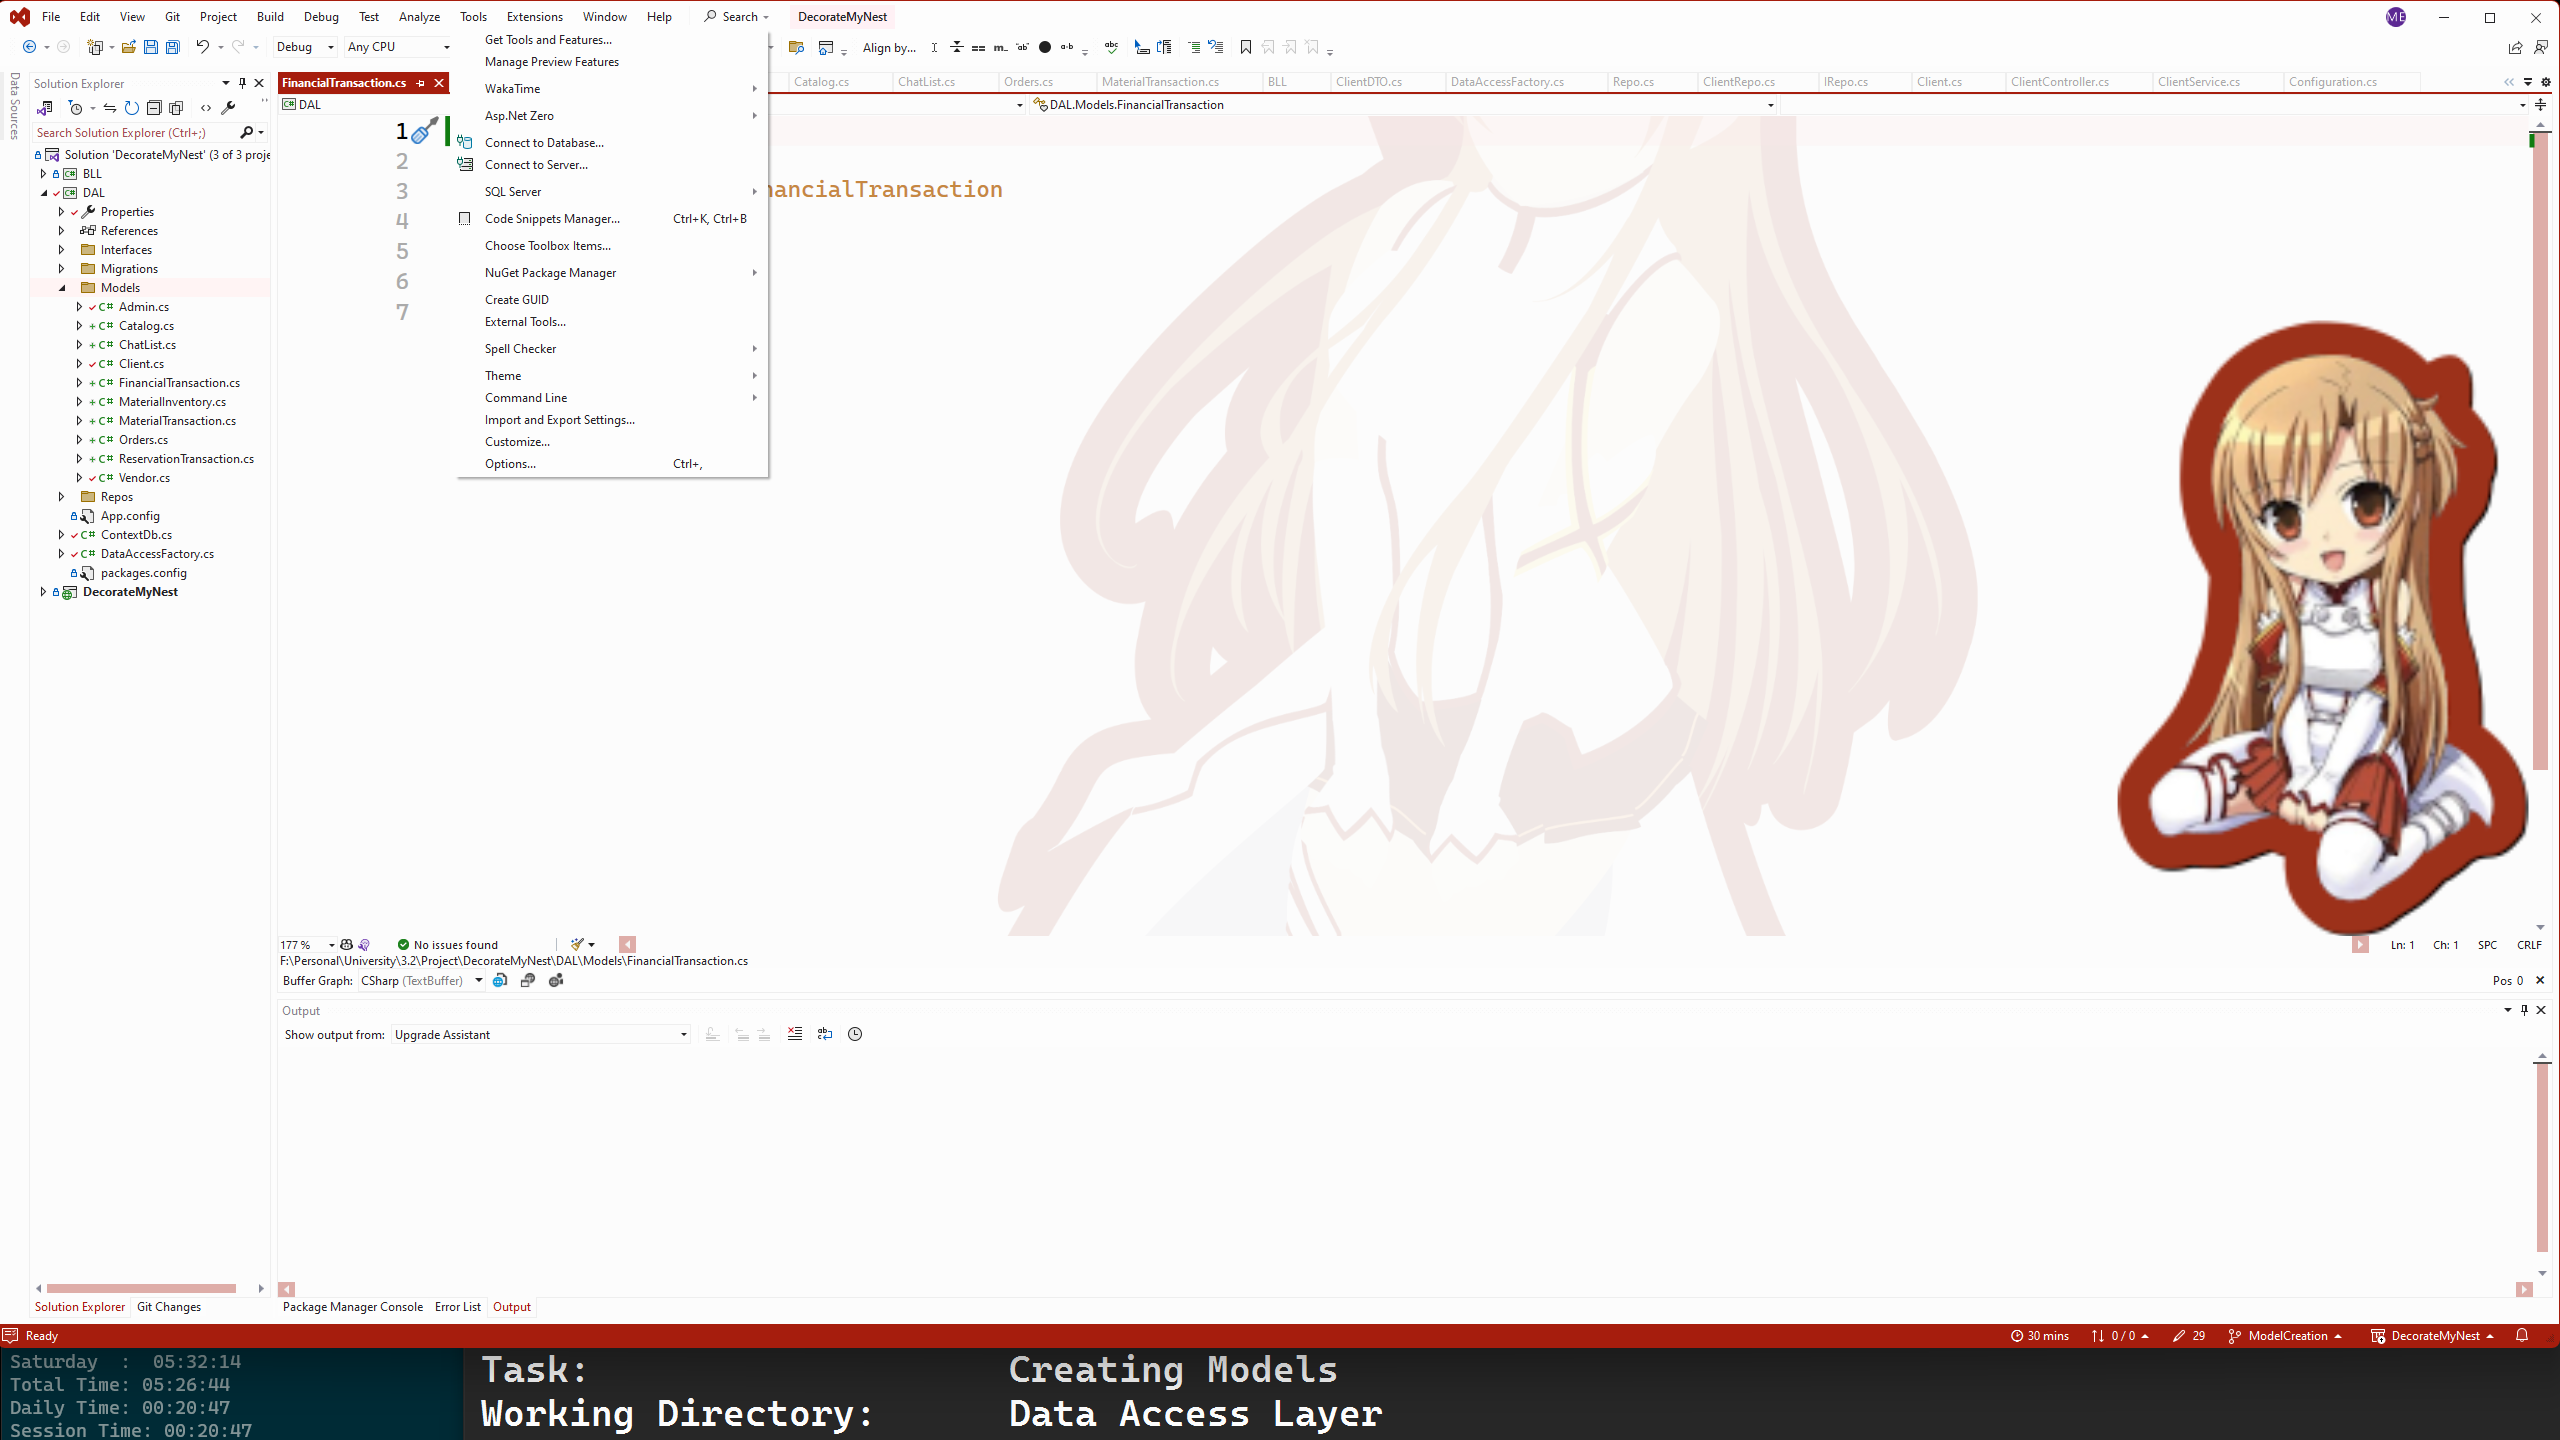 File Edit View Git Project Build Debug Test Analyze Tools Extensions Window Help Search DecorateMyNest ME
Debug Any CPU Align by...
Data Sources
Solution Explorer
Search Solution Explorer (Ctrl+;)
Solution 'DecorateMyNest' (3 of 3 proje
BLL
DAL
Properties
References
Interfaces
Migrations
Models
Admin.cs
Catalog.cs
ChatList.cs
Client.cs
FinancialTransaction.cs
MaterialInventory.cs
MaterialTransaction.cs
Orders.cs
ReservationTransaction.cs
Vendor.cs
Repos
App.config
ContextDb.cs
DataAccessFactory.cs
packages.config
DecorateMyNest
Solution Explorer Git Changes
FinancialTransaction.cs Catalog.cs ChatList.cs Orders.cs MaterialTransaction.cs BLL ClientDTO.cs DataAccessFactory.cs Repo.cs ClientRepo.cs IRepo.cs Client.cs ClientController.cs ClientService.cs Configuration.cs
DAL DAL.Models.FinancialTransaction
1
2
3 nancialTransaction
4
5
6
7
Get Tools and Features...
Manage Preview Features
WakaTime
Asp.Net Zero
Connect to Database...
Connect to Server...
SQL Server
Code Snippets Manager... Ctrl+K, Ctrl+B
Choose Toolbox Items...
NuGet Package Manager
Create GUID
External Tools...
Spell Checker
Theme
Command Line
Import and Export Settings...
Customize...
Options... Ctrl+,
177 % No issues found Ln: 1 Ch: 1 SPC CRLF
F:\Personal\University\3.2\Project\DecorateMyNest\DAL\Models\FinancialTransaction.cs
Buffer Graph: CSharp (TextBuffer) Pos 0
Output
Show output from: Upgrade Assistant
Package Manager Console Error List Output
Ready 30 mins 0 / 0 29 ModelCreation DecorateMyNest
Saturday : 05:32:14
Total Time: 05:26:44
Daily Time: 00:20:47
Session Time: 00:20:47
Task: Creating Models
Working Directory: Data Access Layer